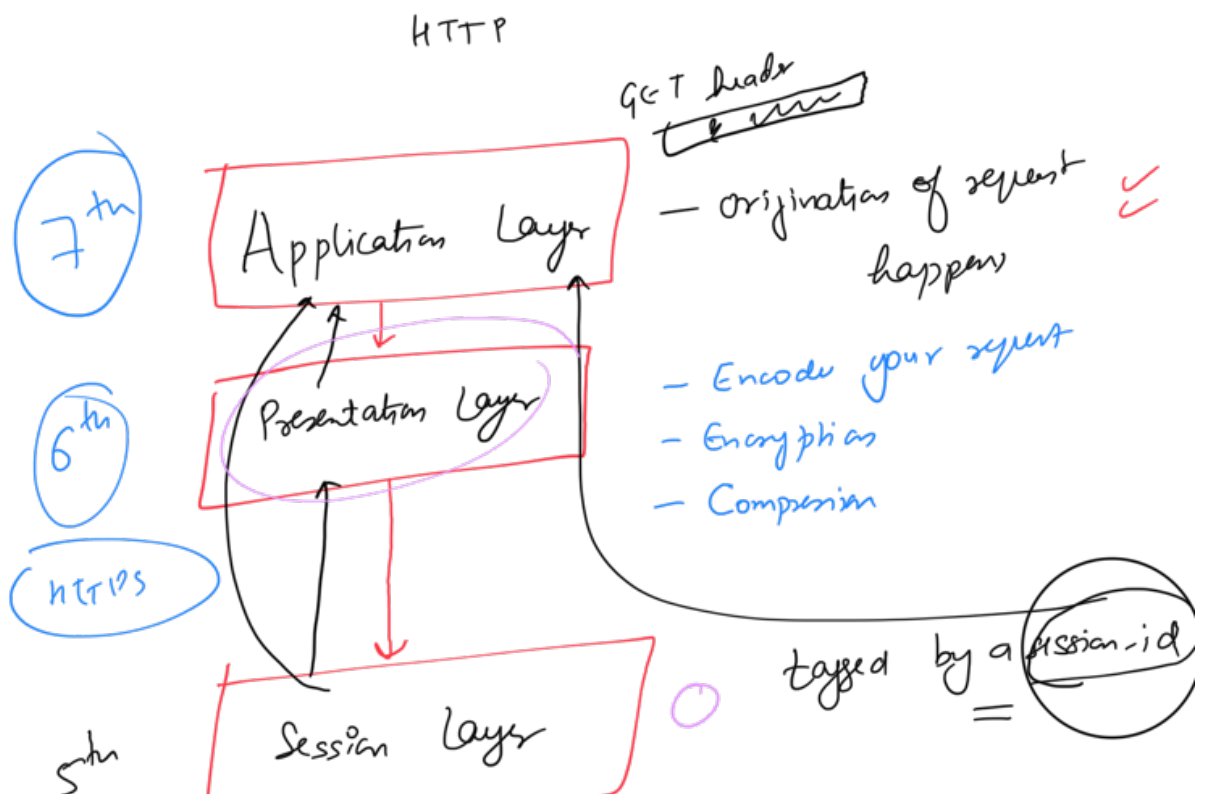 HTTP
GET header
7th
Application Layer
- Origination of request
happens
6th
Presentation Layer
- Encode your request
- Encryption
- Compression
HTTPS
tagged by a session-id
5th
Session Layer